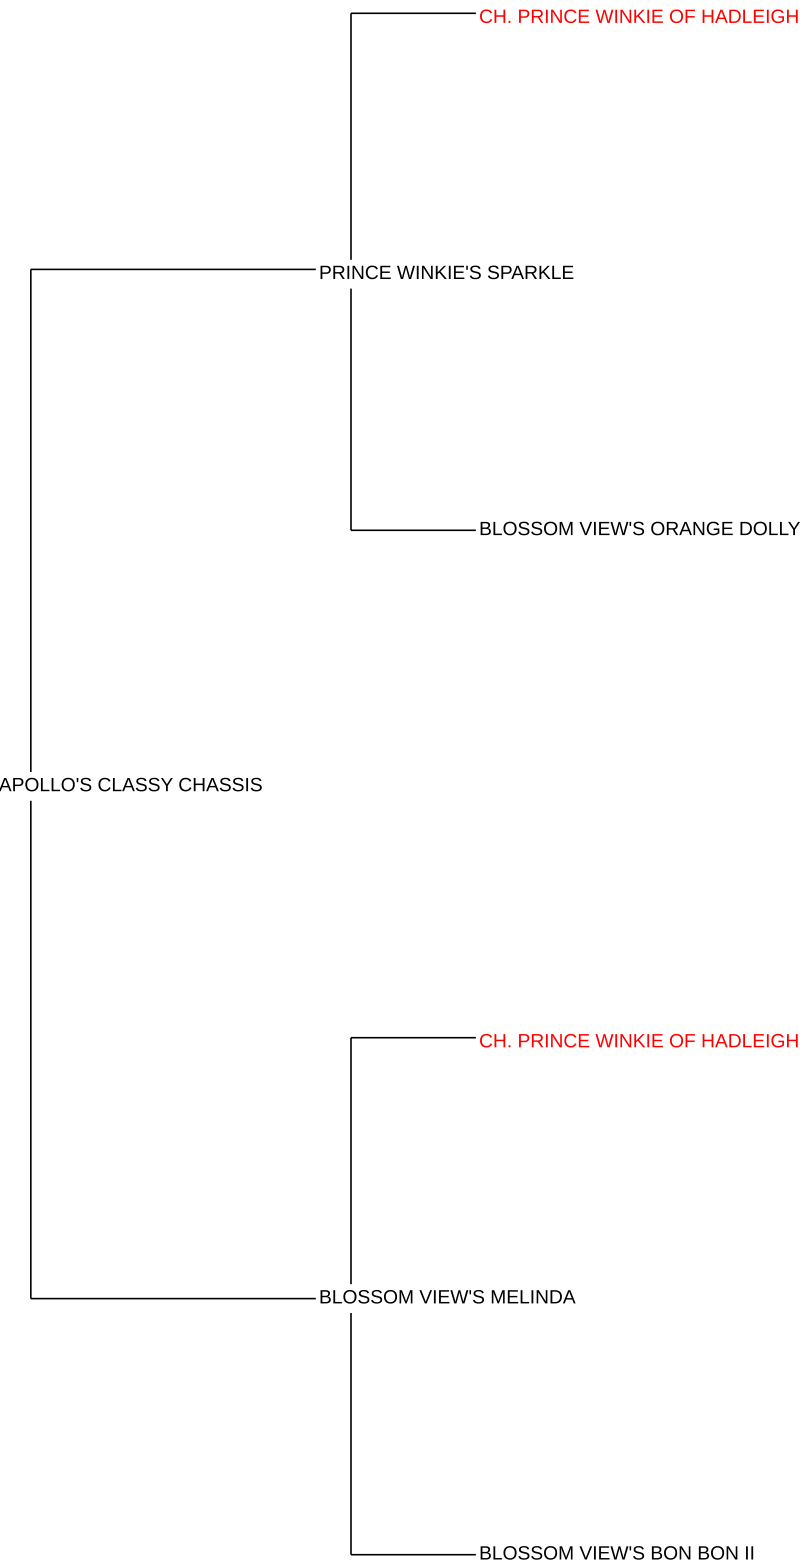 CH. PRINCE WINKIE OF HADLEIGH
PRINCE WINKIE'S SPARKLE
BLOSSOM VIEW'S ORANGE DOLLY
APOLLO'S CLASSY CHASSIS
CH. PRINCE WINKIE OF HADLEIGH
BLOSSOM VIEW'S MELINDA
BLOSSOM VIEW'S BON BON II